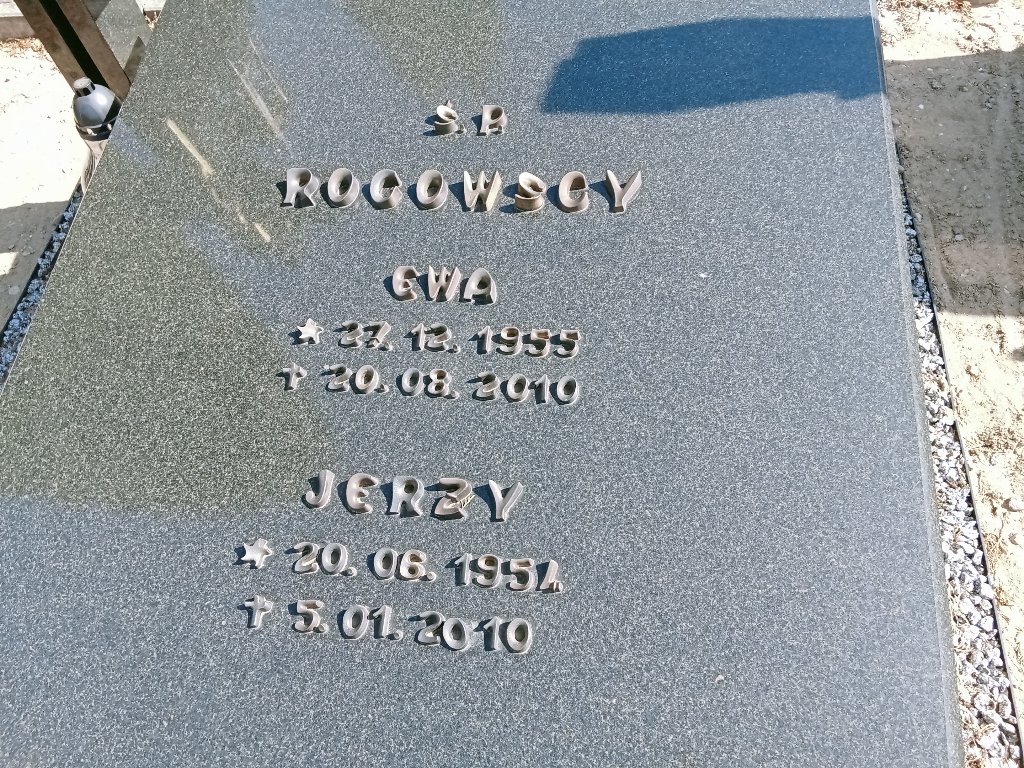 Ś. P
ROGOWSCY
EWA
★ 27. 12. 1955
✝ 20. 08. 2010
JERZY
★ 20. 06. 1954
✝ 5. 01. 2010